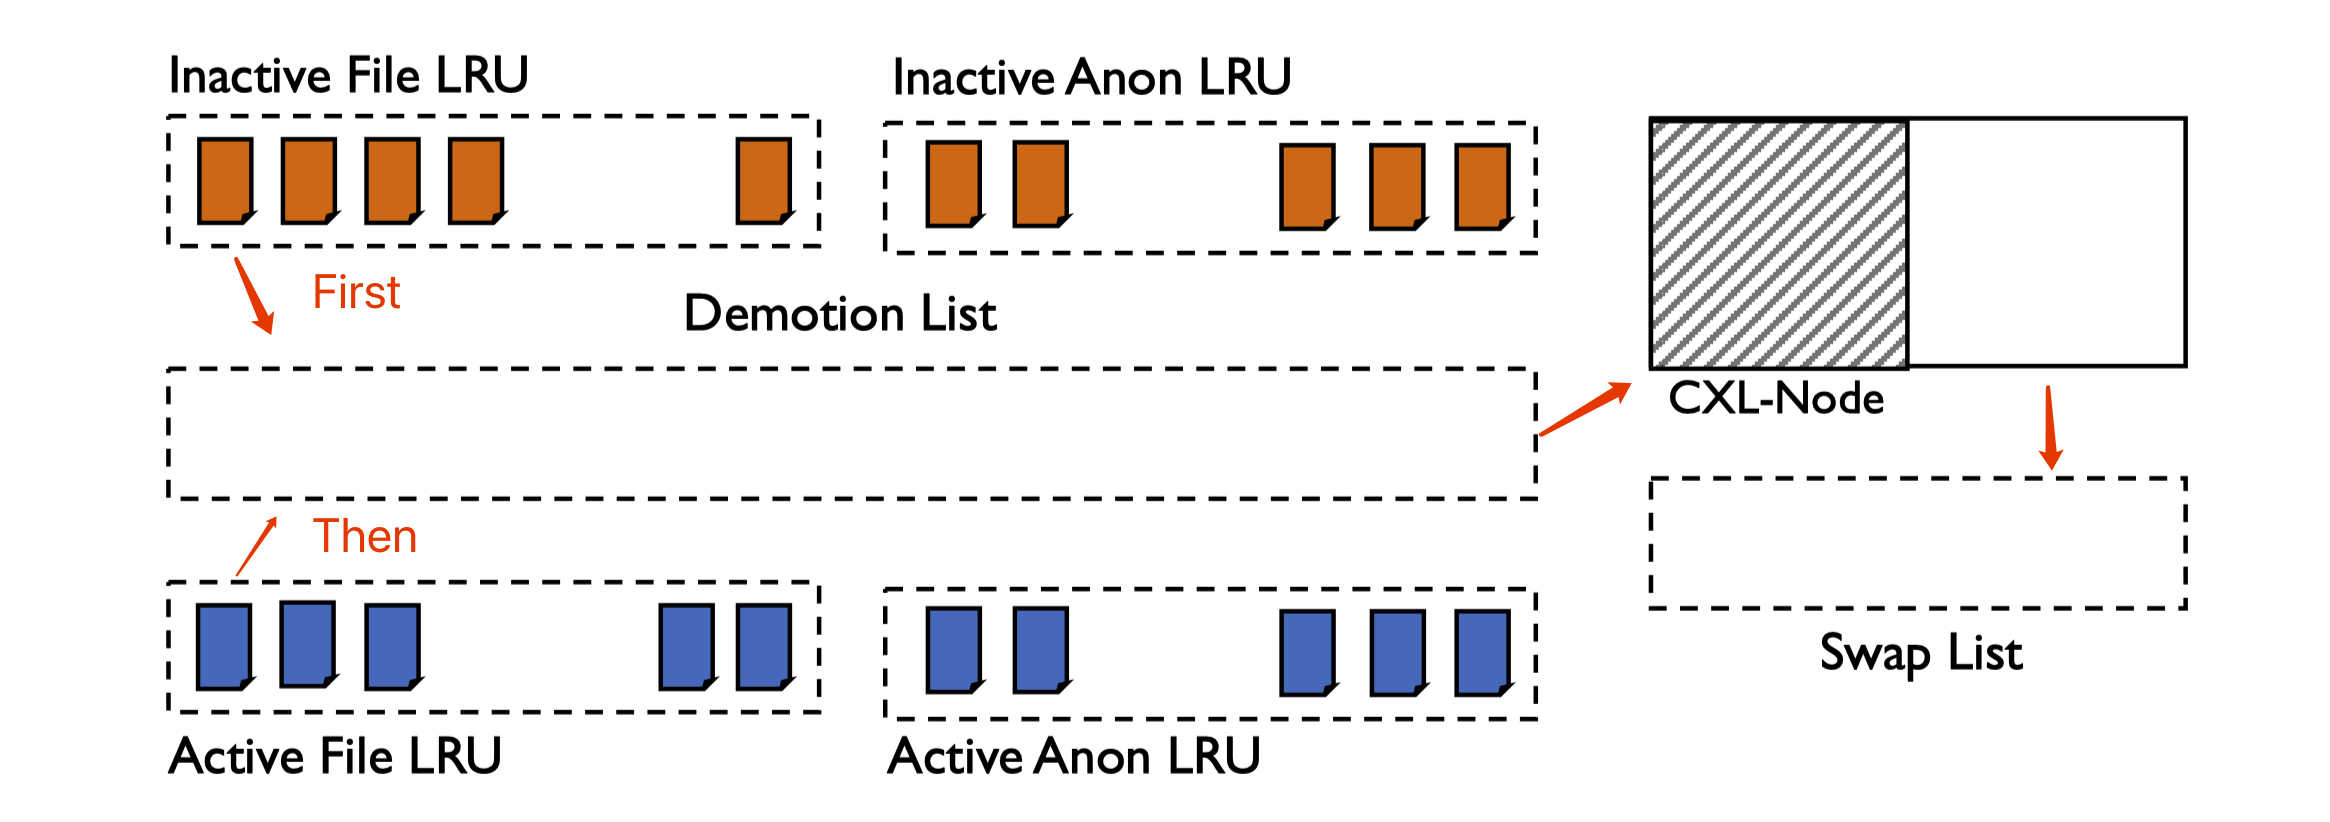 Inactive File LRU
Inactive Anon LRU
First
Demotion List
CXL-Node
Then
Swap List
Active File LRU
Active Anon LRU